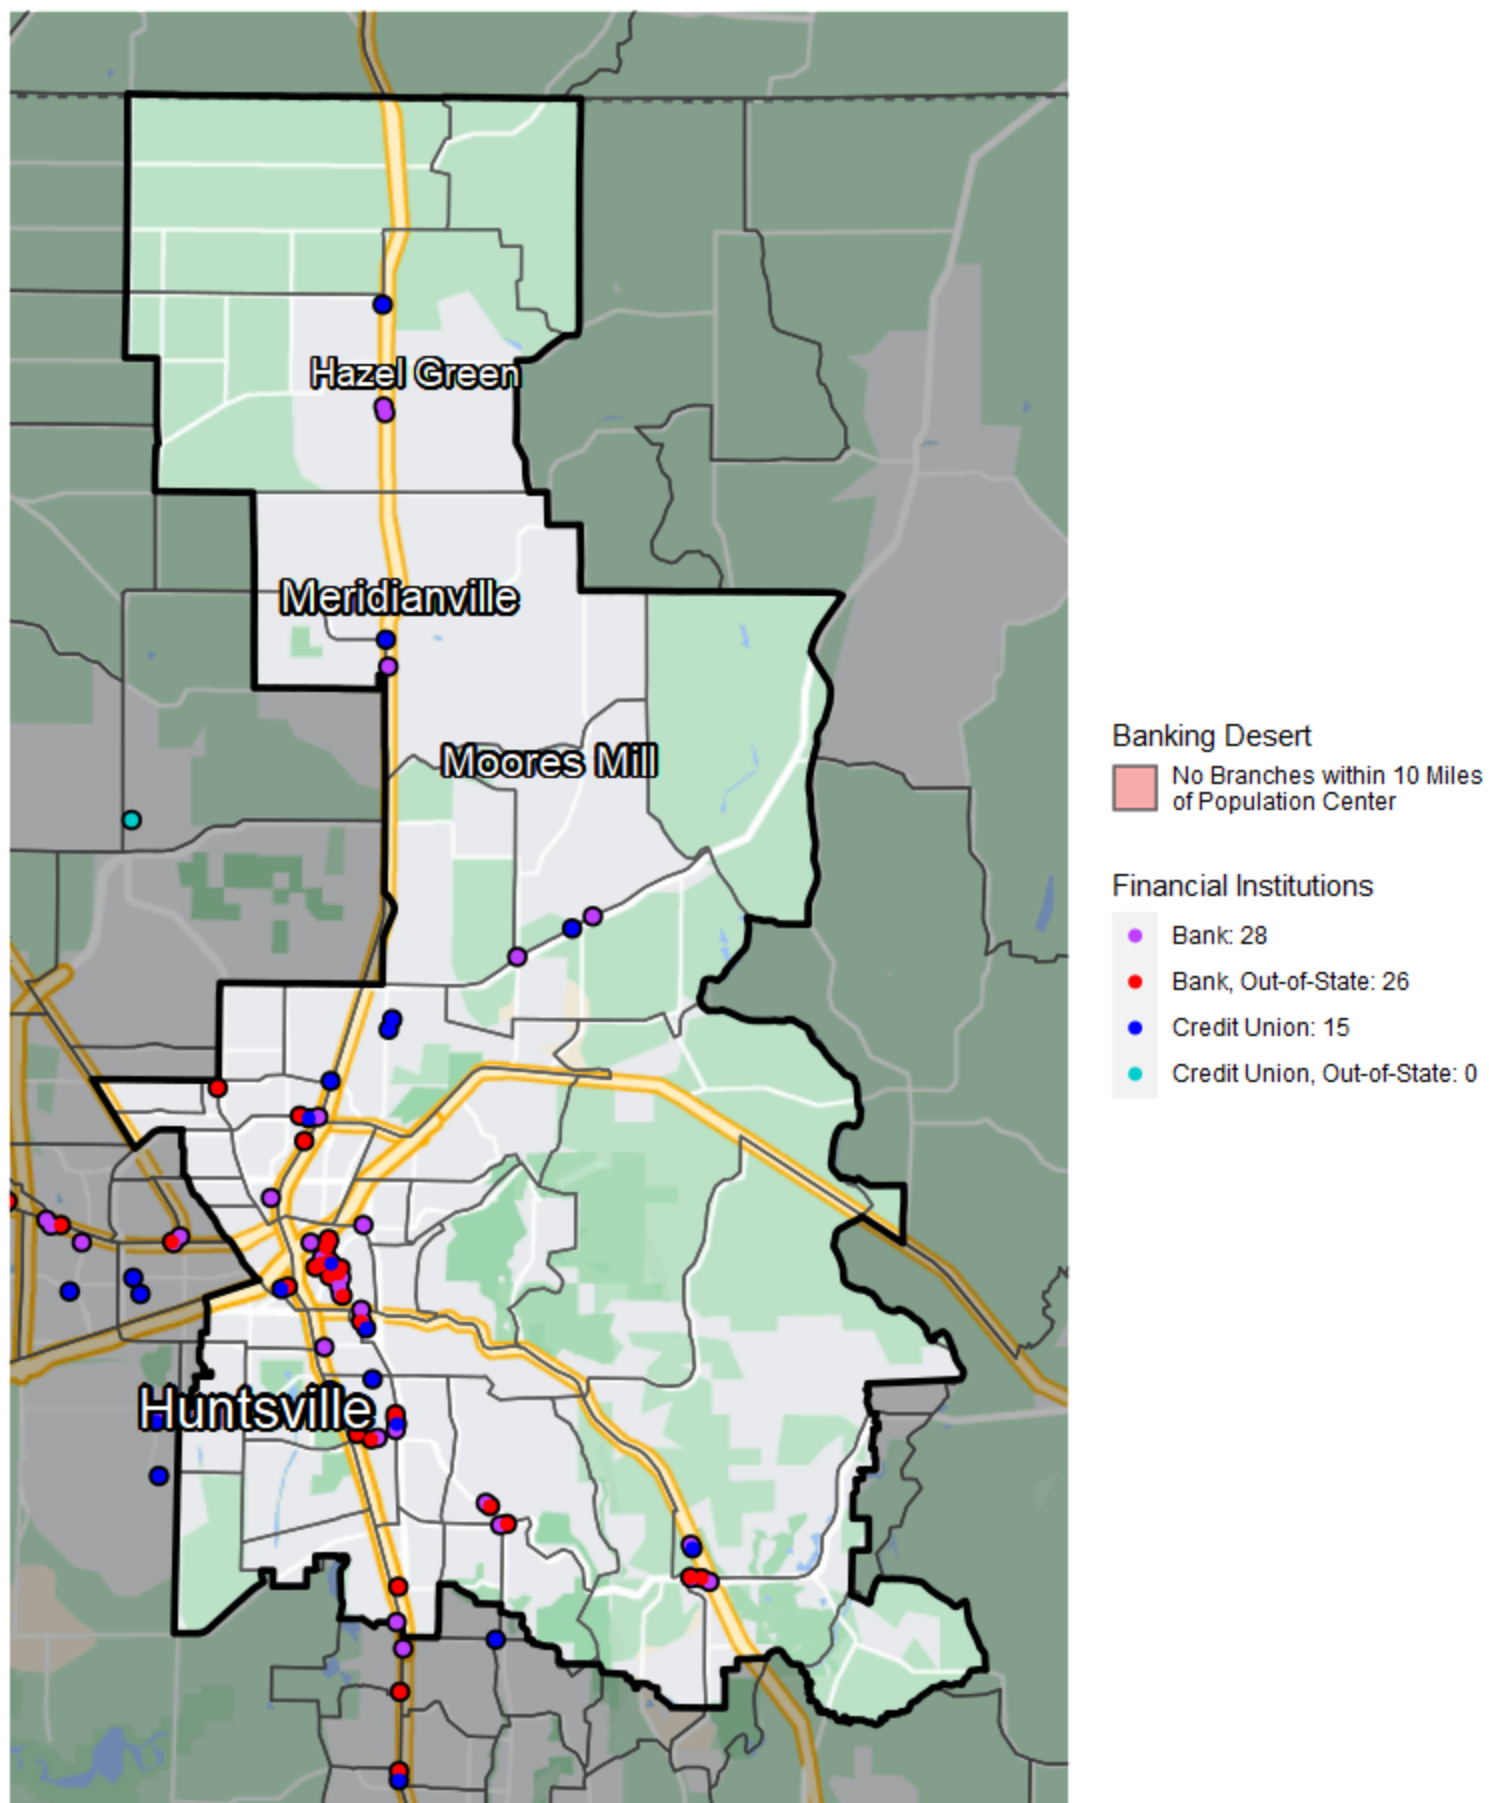 Hazel Green
Meridianville
Moores Mill
Huntsville
Banking Desert
No Branches within 10 Miles
of Population Center
Financial Institutions
Bank: 28
Bank, Out-of-State: 26
Credit Union: 15
Credit Union, Out-of-State: 0